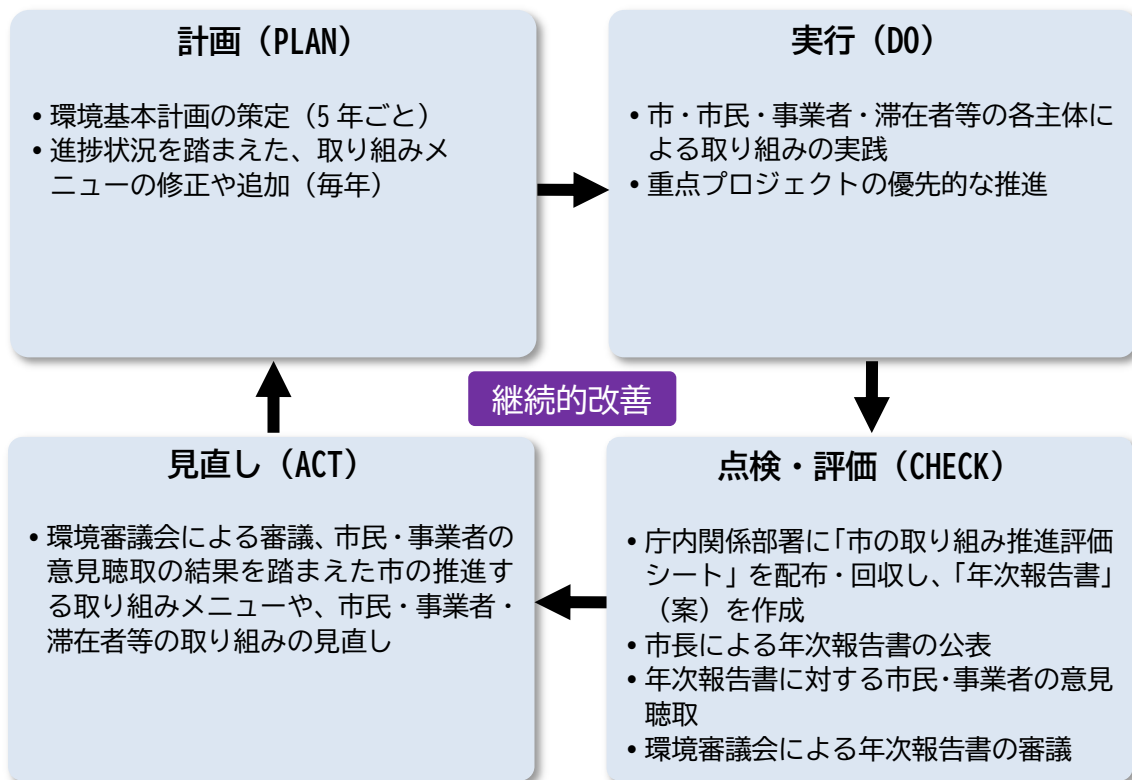 計画（PLAN）
• 環境基本計画の策定（5 年ごと）
• 進捗状況を踏まえた、取り組みメ
ニューの修正や追加（毎年）
実行（DO）
• 市・市民・事業者・滞在者等の各主体に
よる取り組みの実践
• 重点プロジェクトの優先的な推進
継続的改善
見直し（ACT）
• 環境審議会による審議、市民・事業者の
意見聴取の結果を踏まえた市の推進す
る取り組みメニューや、市民・事業者・
滞在者等の取り組みの見直し
点検・評価（CHECK）
• 庁内関係部署に「市の取り組み推進評価
シート」を配布・回収し、「年次報告書」
（案）を作成
• 市長による年次報告書の公表
• 年次報告書に対する市民・事業者の意見
聴取
• 環境審議会による年次報告書の審議